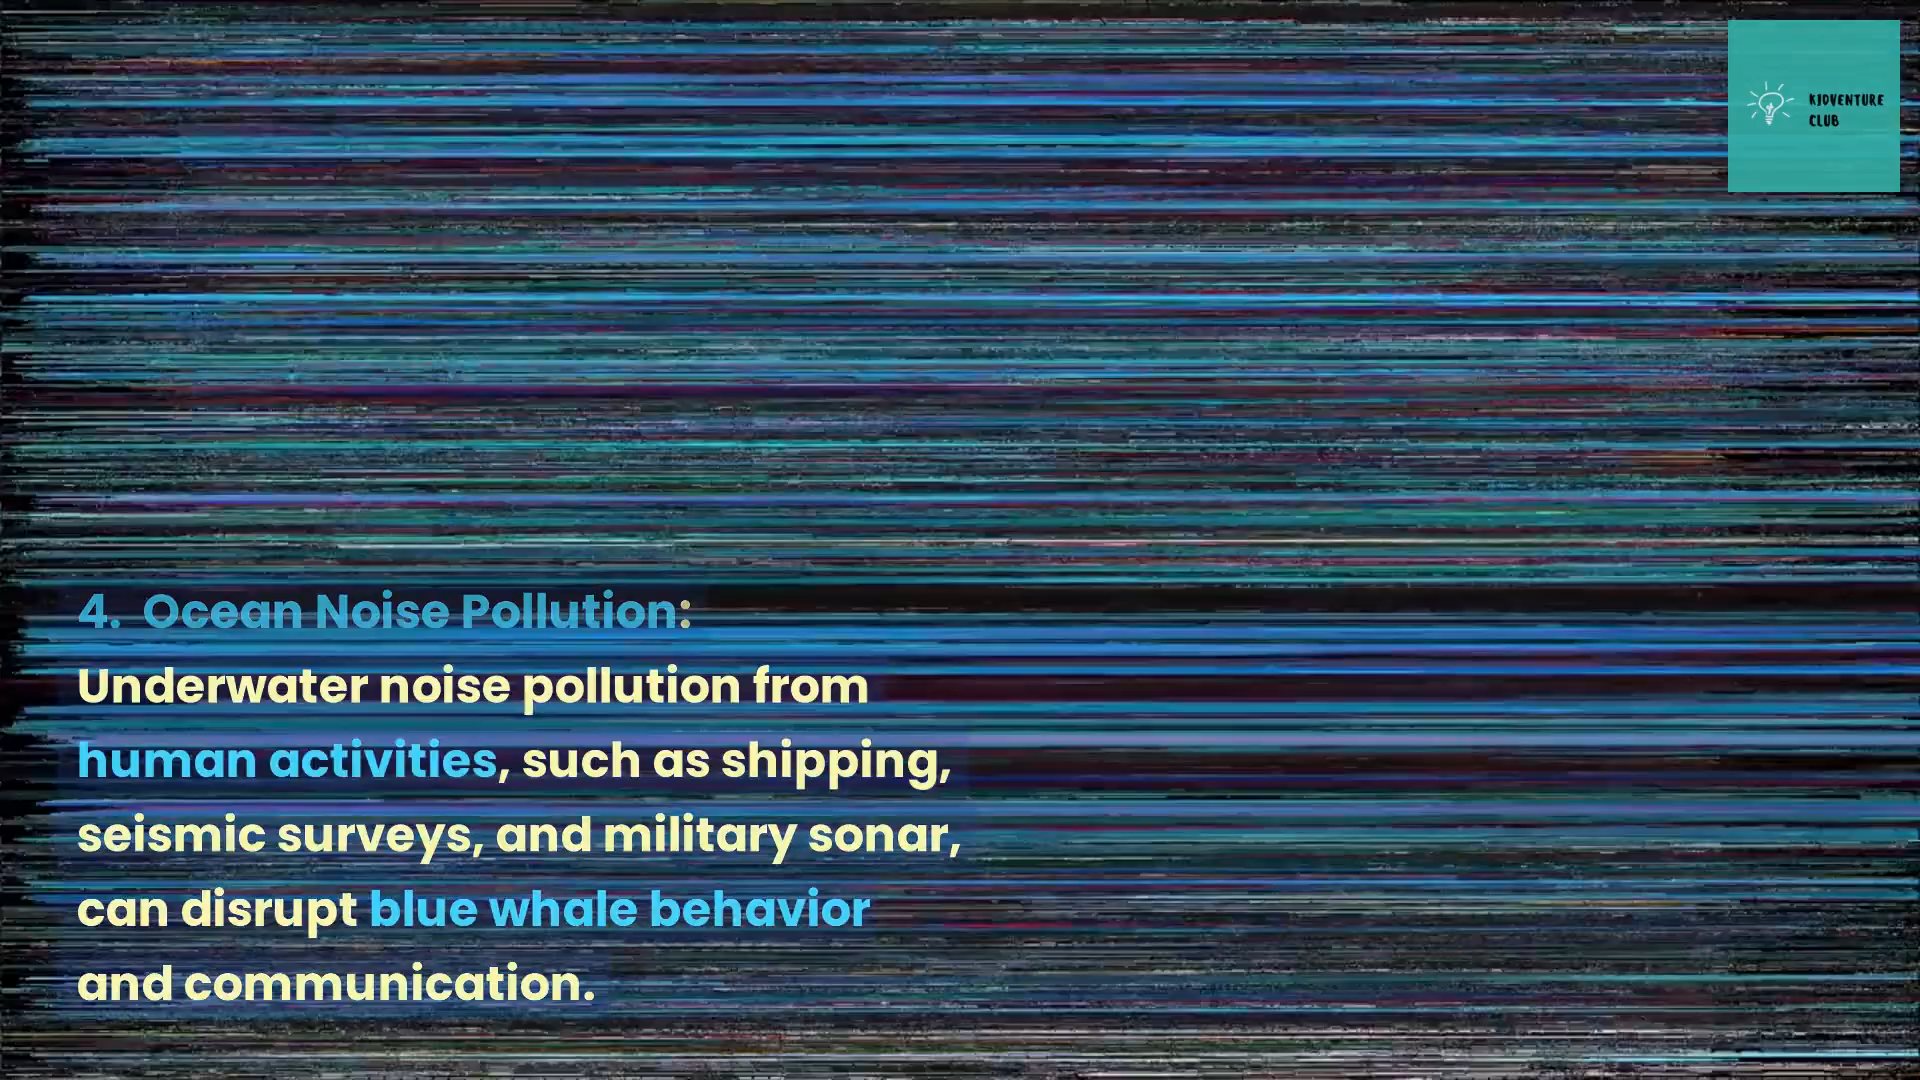 KIDVENTURE
CLUB
4. Ocean Noise Pollution:
Underwater noise pollution from
human activities, such as shipping,
seismic surveys, and military sonar,
can disrupt blue whale behavior
and communication.